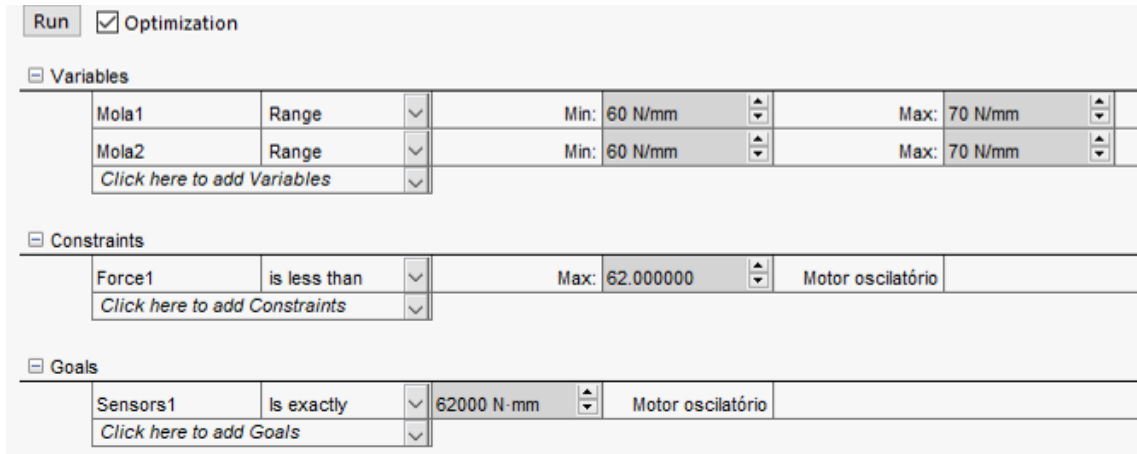 Run Optimization
Variables
Mola1 Range Min: 60 N/mm Max: 70 N/mm
Mola2 Range Min: 60 N/mm Max: 70 N/mm
Click here to add Variables
Constraints
Force1 is less than Max: 62.000000 Motor oscilatório
Click here to add Constraints
Goals
Sensors1 Is exactly 62000 N·mm Motor oscilatório
Click here to add Goals